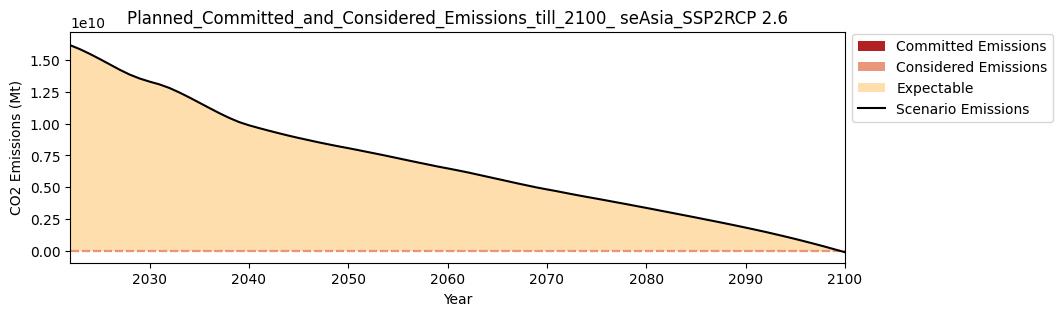 Planned_Committed_and_Considered_Emissions_till_2100_ seAsia_SSP2RCP 2.6
1e10
Committed Emissions
Considered Emissions
Expectable
Scenario Emissions
CO2 Emissions (Mt)
1.50
1.25
1.00
0.75
0.50
0.25
0.00
2030 2040 2050 2060 2070 2080 2090 2100
Year